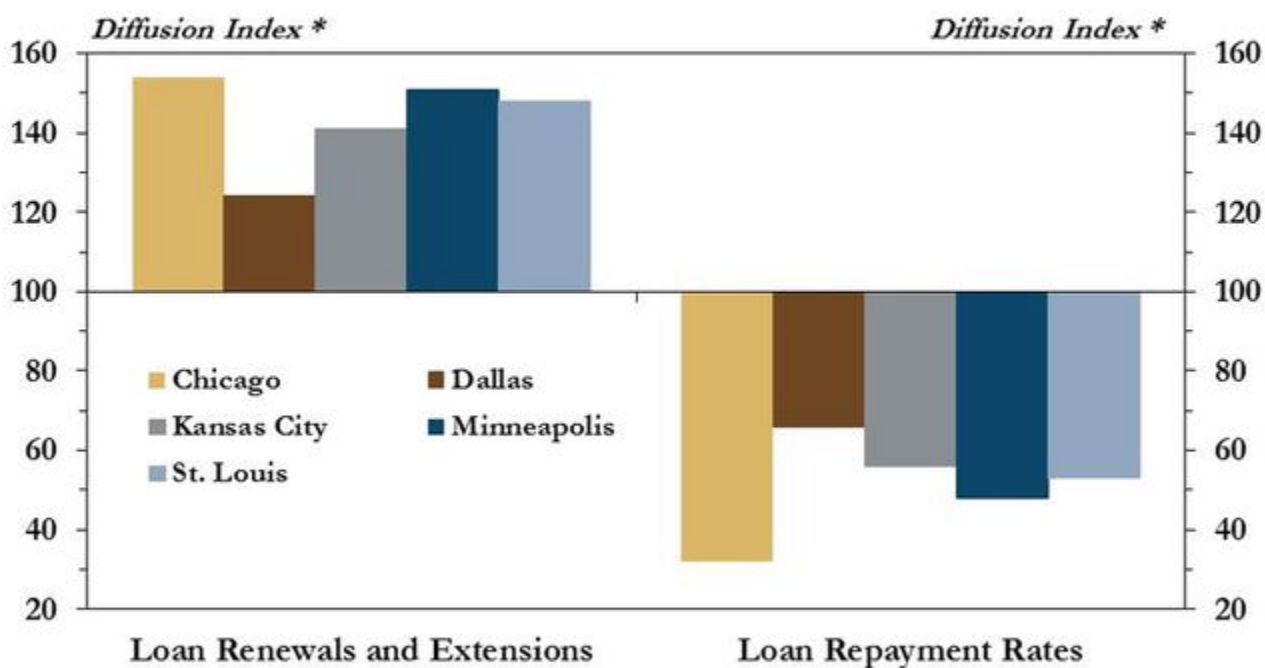 Diffusion Index *
Diffusion Index *
160
160
140
140
120
120
100
100
80
80
Chicago
Dallas
Kansas City
Minneapolis
60
60
St. Louis
40
40
20
20
Loan Renewals and Extensions
Loan Repayment Rates